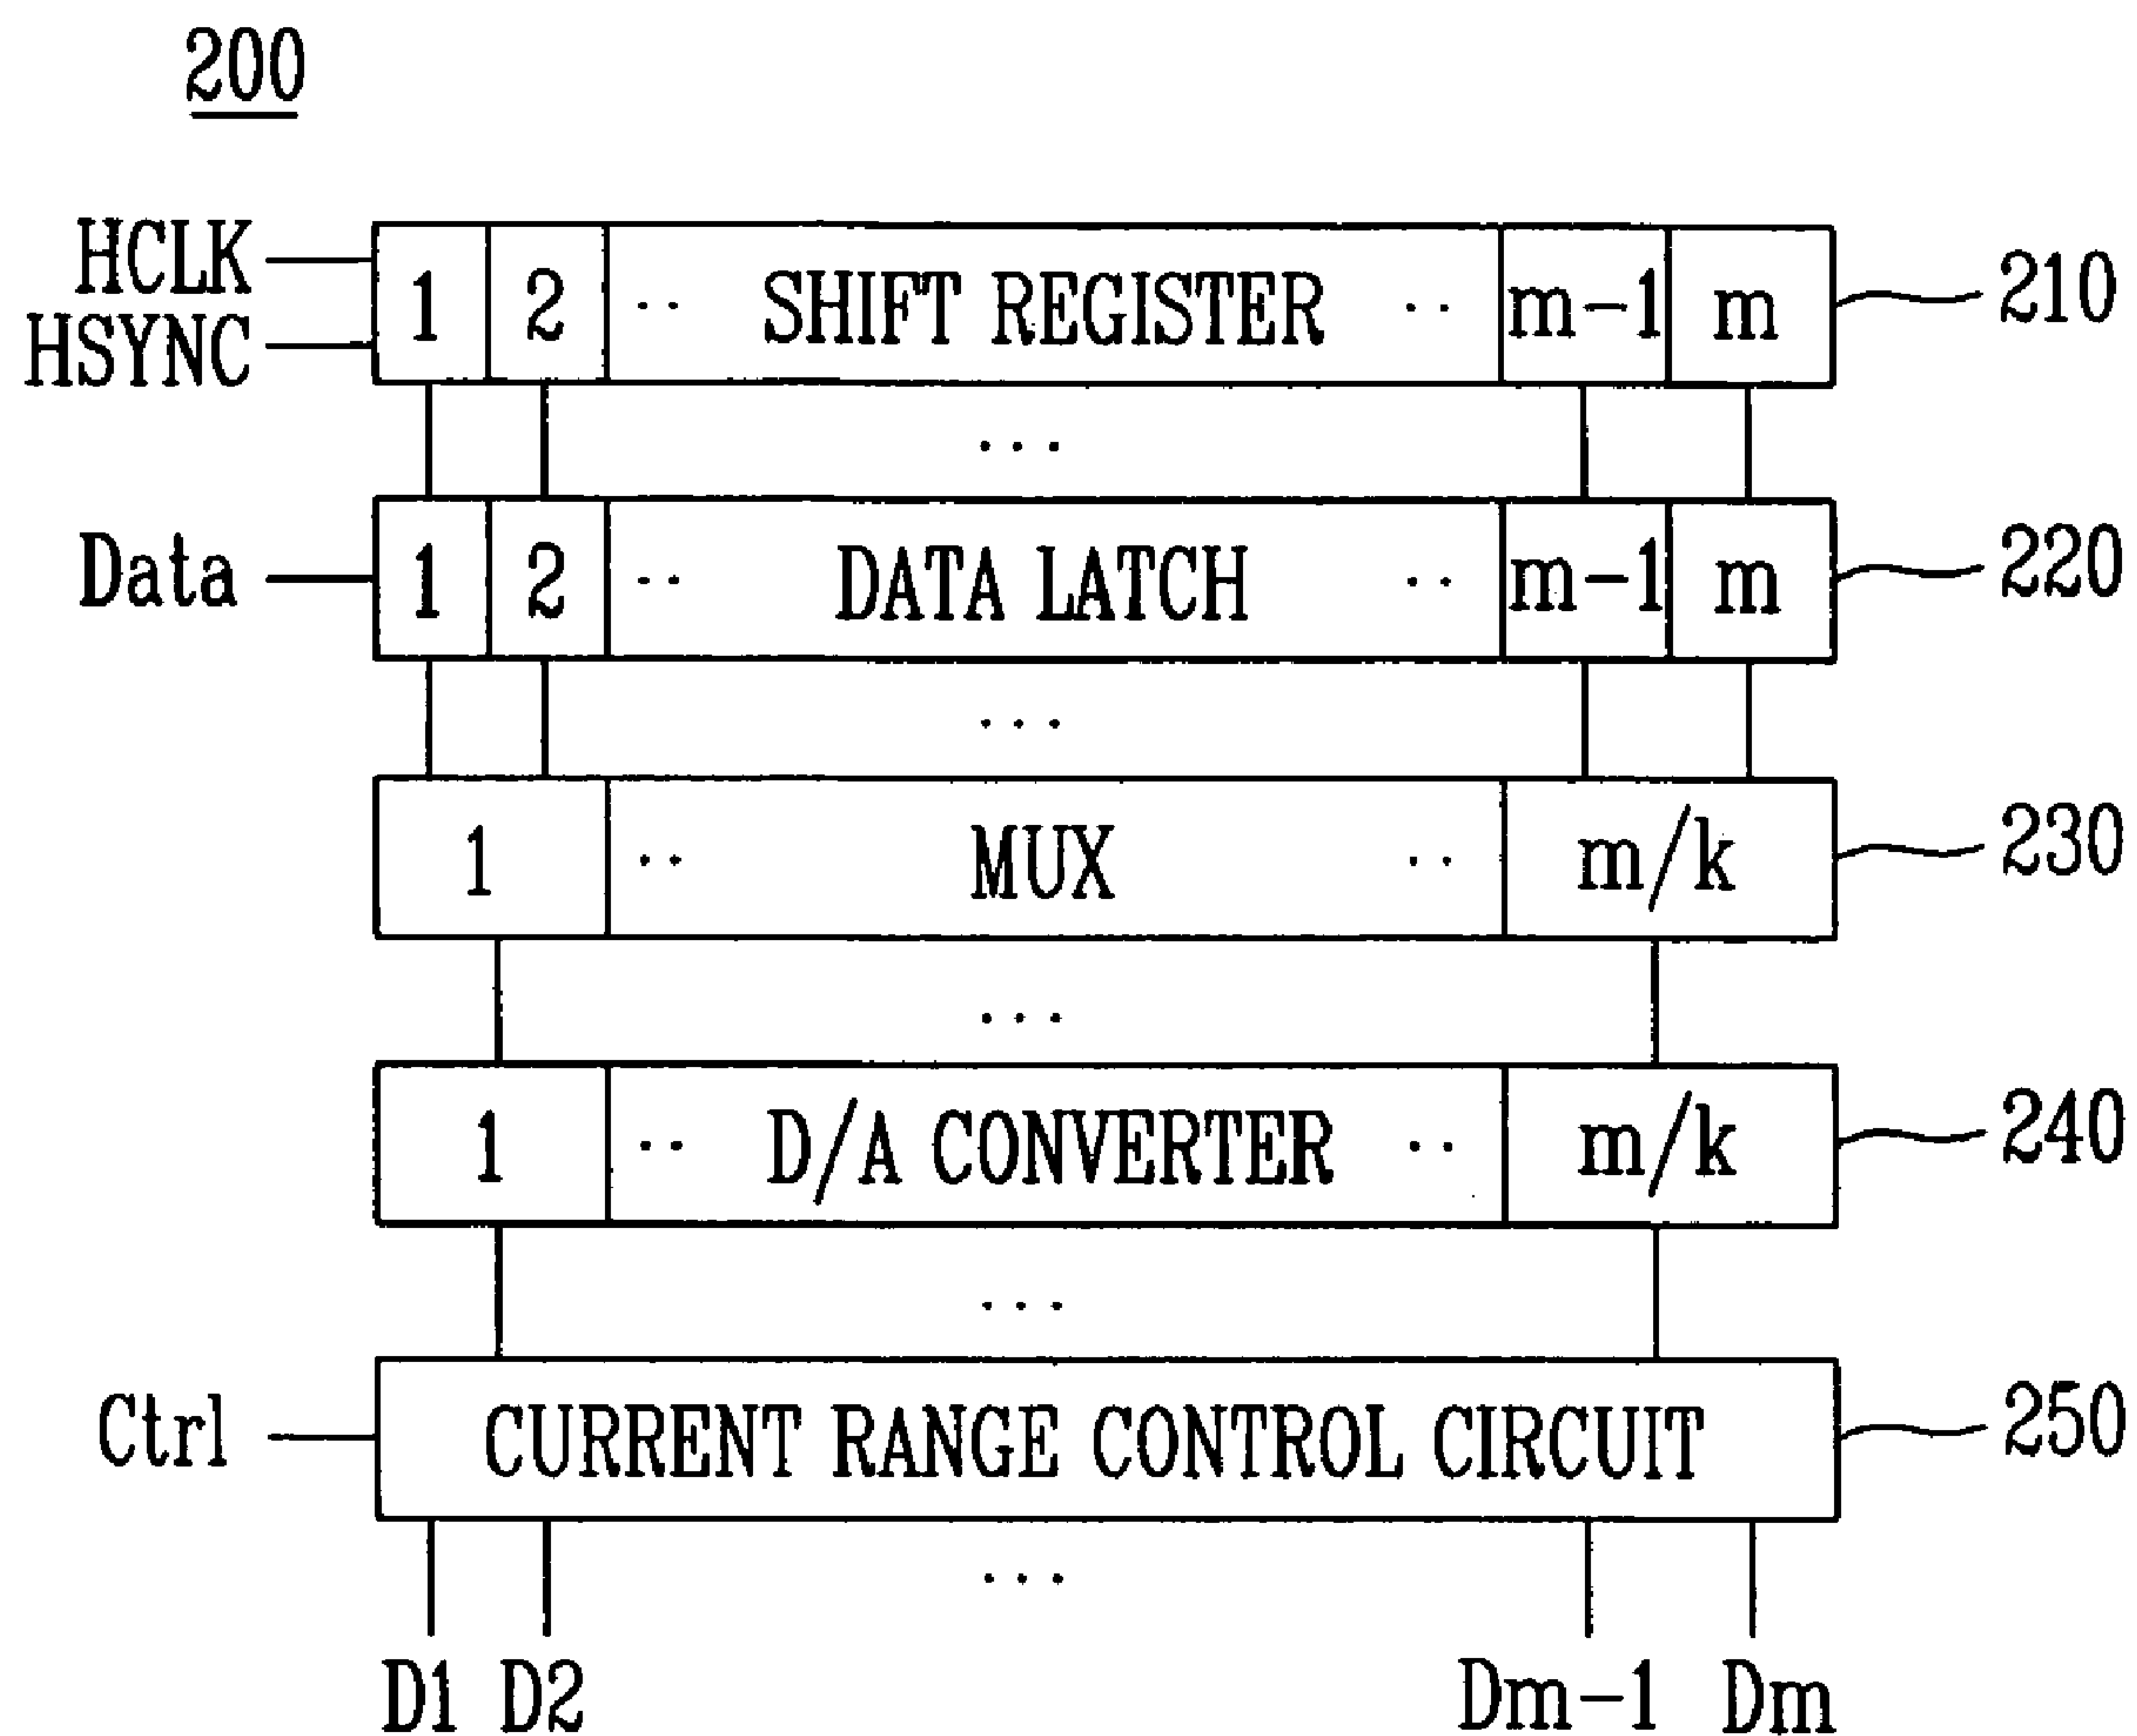 200
HCLK
HSYNC
1 2 ·· SHIFT REGISTER ·· m-1 m 210
...
Data 1 2 ·· DATA LATCH ·· m-1 m 220
...
1 ·· MUX ·· m/k 230
...
1 ·· D/A CONVERTER ·· m/k 240
...
Ctrl CURRENT RANGE CONTROL CIRCUIT 250
...
D1 D2 Dm-1 Dm